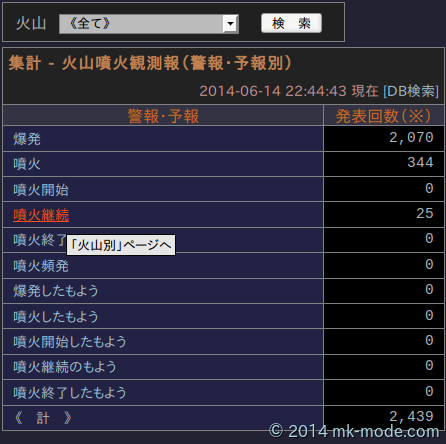 火山 《全て》 検 索
集計 - 火山噴火観測報（警報・予報別）
2014-06-14 22:44:43 現在 [DB検索]
警報・予報 発表回数（※）
爆発 2,070
噴火 344
噴火開始 0
噴火継続 25
噴火終了 0
「火山別」ページへ
噴火頻発 0
爆発したもよう 0
噴火したもよう 0
噴火開始したもよう 0
噴火継続のもよう 0
噴火終了したもよう 0
《 計 》 2,439
© 2014 mk-mode.com